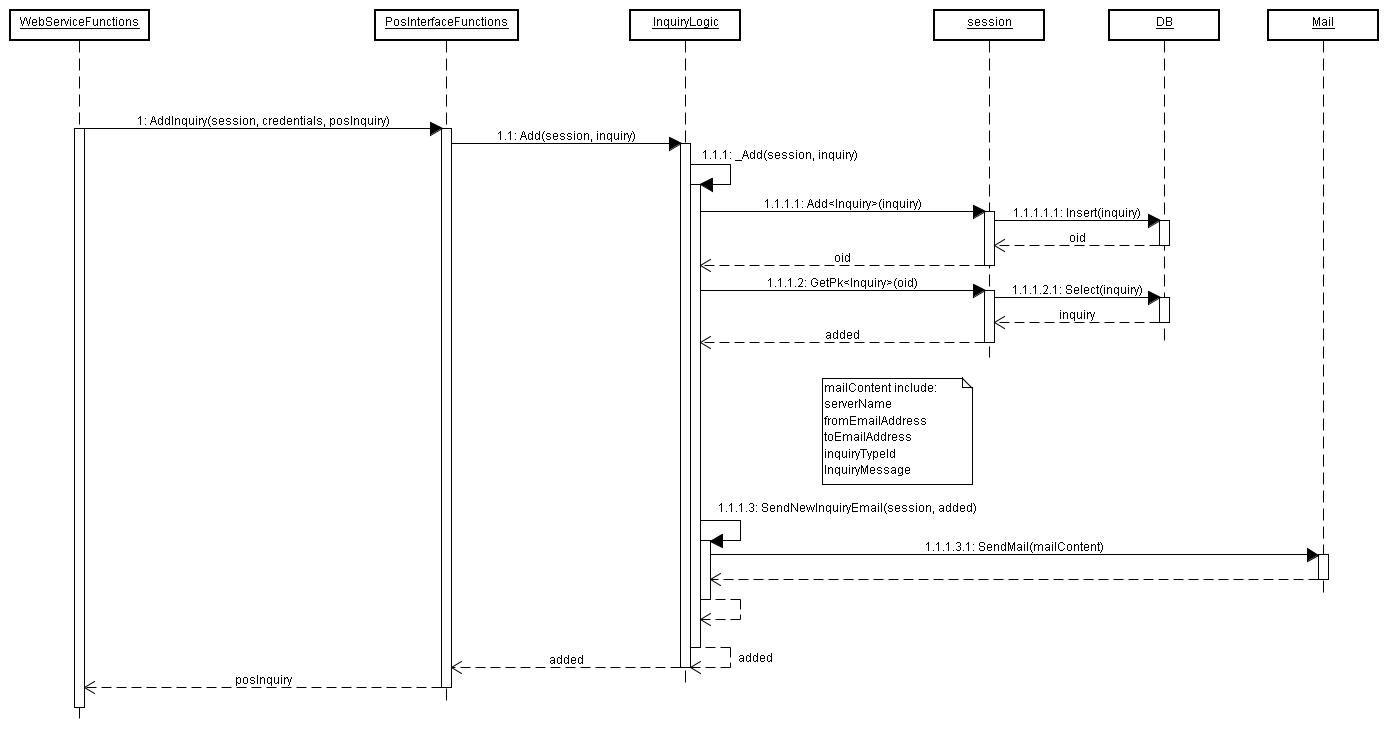 WebServiceFunctions
PosInterfaceFunctions
InquiryLogic
session
DB
Mail
1: AddInquiry(session, credentials, posInquiry)
1.1: Add(session, inquiry)
1.1.1: _Add(session, inquiry)
1.1.1.1: Add<Inquiry>(inquiry)
1.1.1.1.1: Insert(inquiry)
oid
oid
1.1.1.2: GetPk<Inquiry>(oid)
1.1.1.2.1: Select(inquiry)
inquiry
added
mailContent include:
serverName
fromEmailAddress
toEmailAddress
inquiryTypeId
InquiryMessage
1.1.1.3: SendNewInquiryEmail(session, added)
1.1.1.3.1: SendMail(mailContent)
added
added
posInquiry